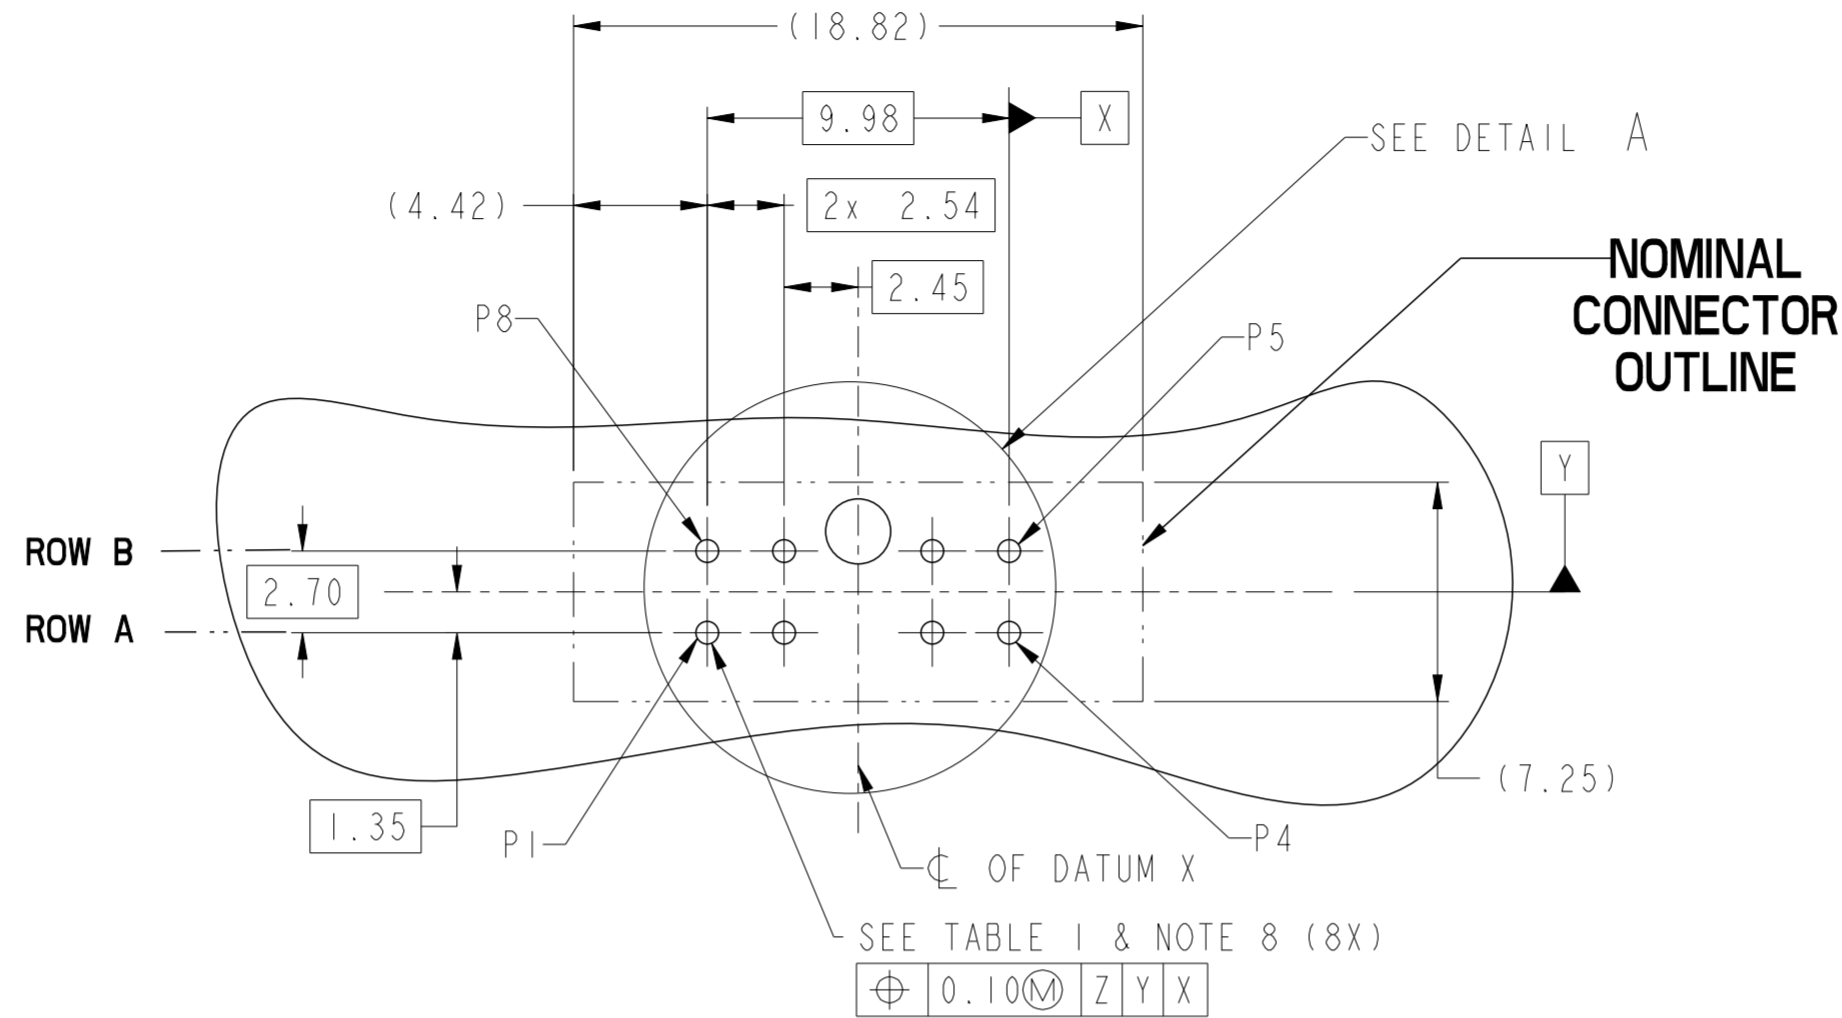 (18.82)
9.98
X
SEE DETAIL A
(4.42)
2x 2.54
NOMINAL
CONNECTOR
OUTLINE
2.45
P8
P5
Y
ROW B
2.70
ROW A
(7.25)
1.35
P1
P4
℄ OF DATUM X
SEE TABLE 1 & NOTE 8 (8X)
⌖ 0.10Ⓜ Z Y X